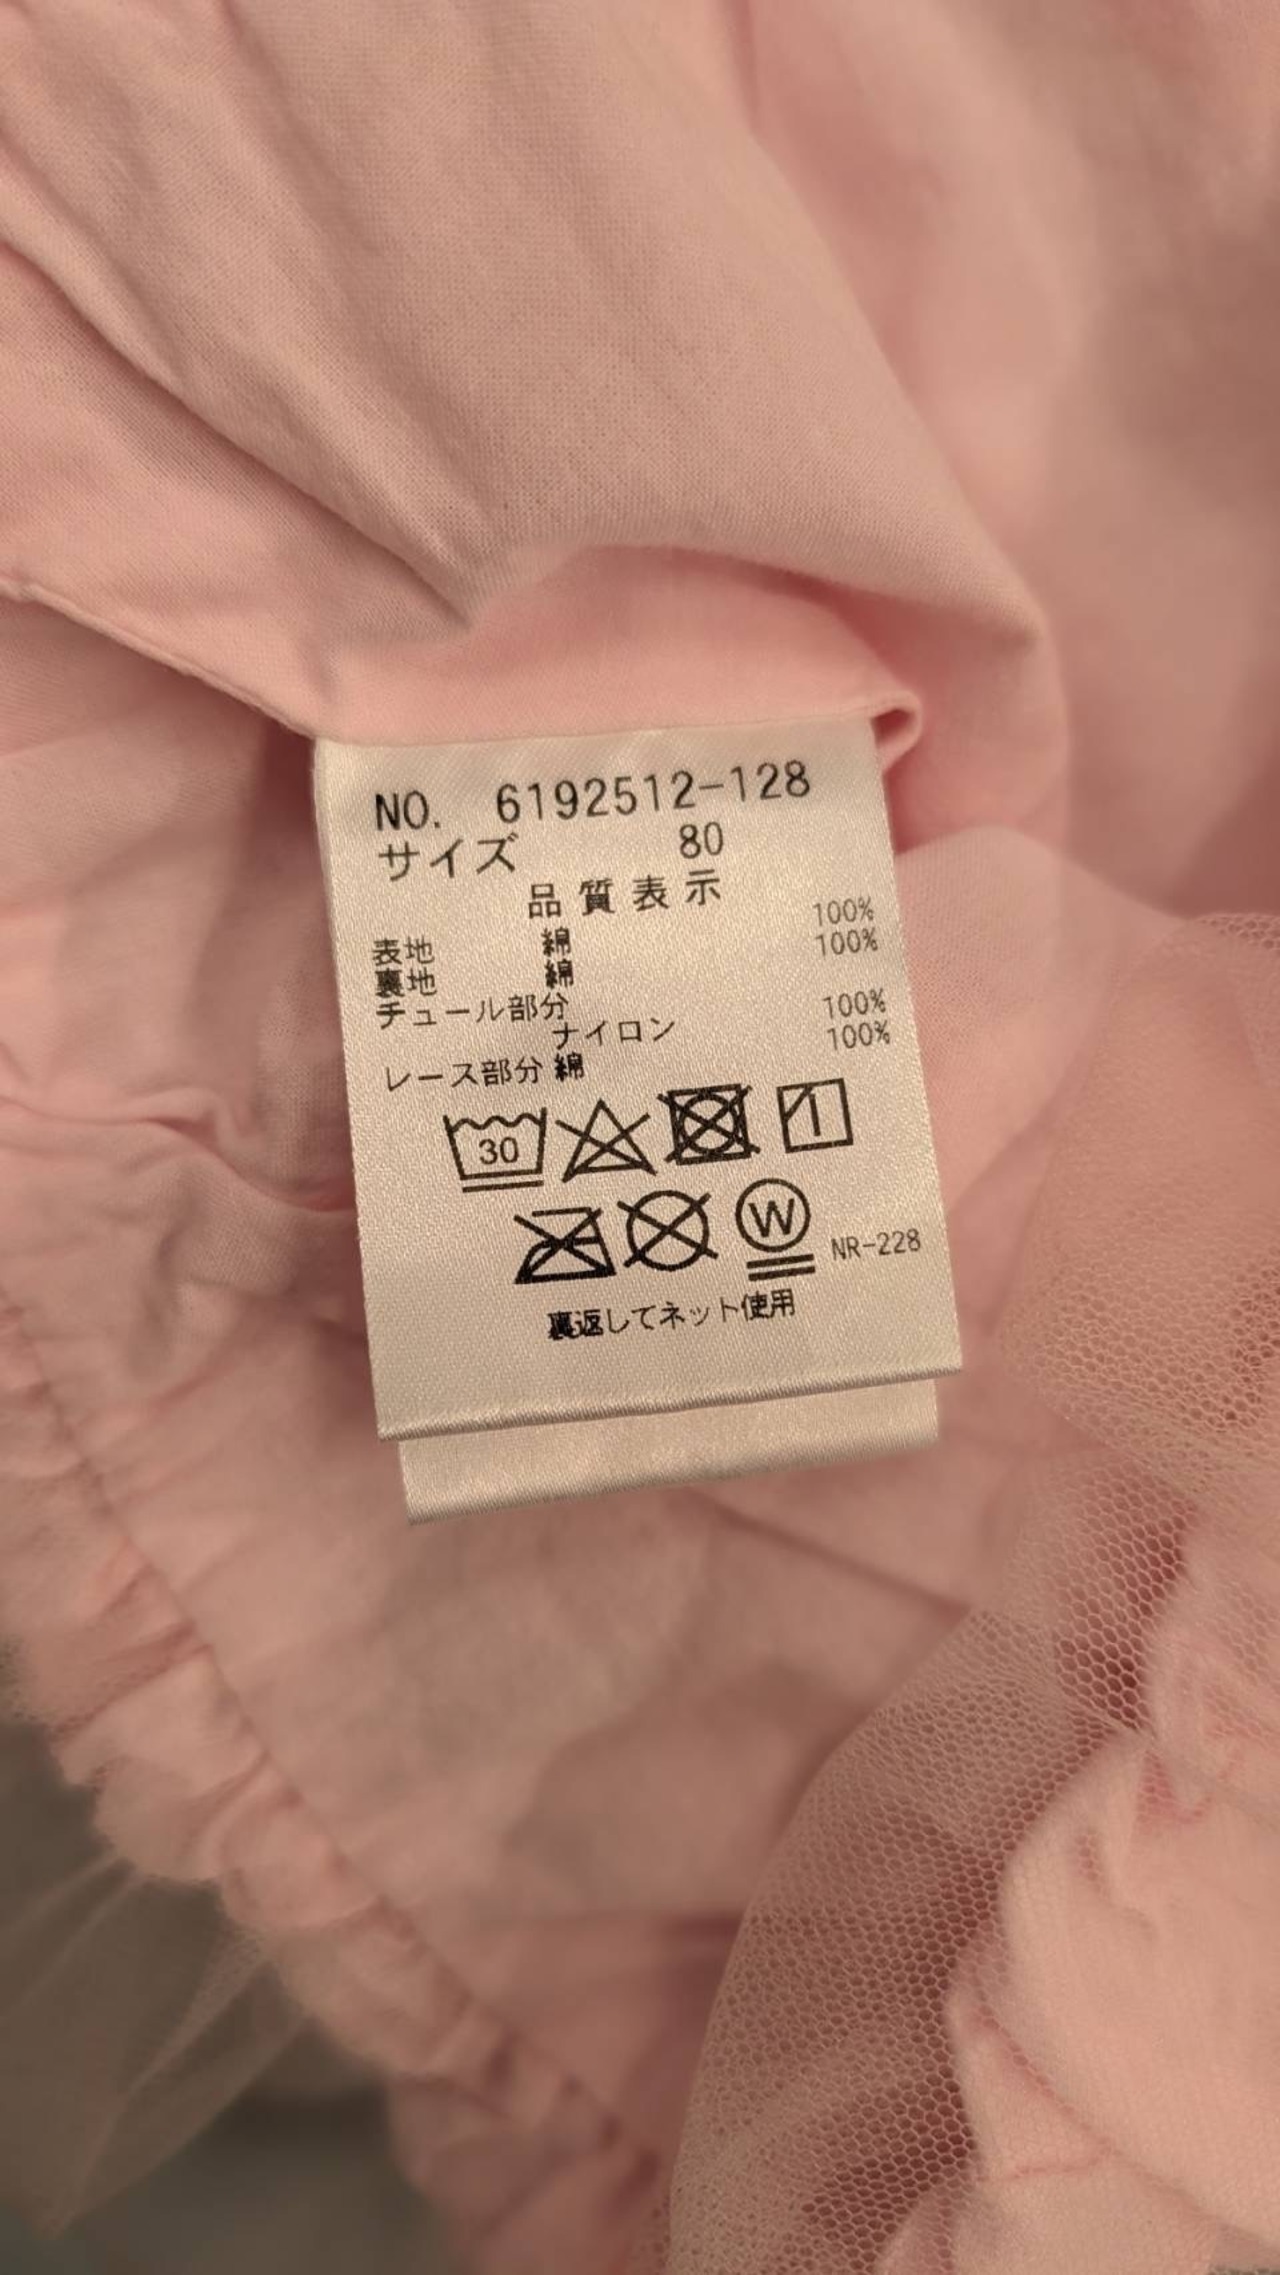 NO. 6192512-128
サイズ 80
品質表示
表地 綿 100%
裏地 綿 100%
チュール部分
ナイロン 100%
レース部分 綿 100%
30
W NR-228
裏返してネット使用